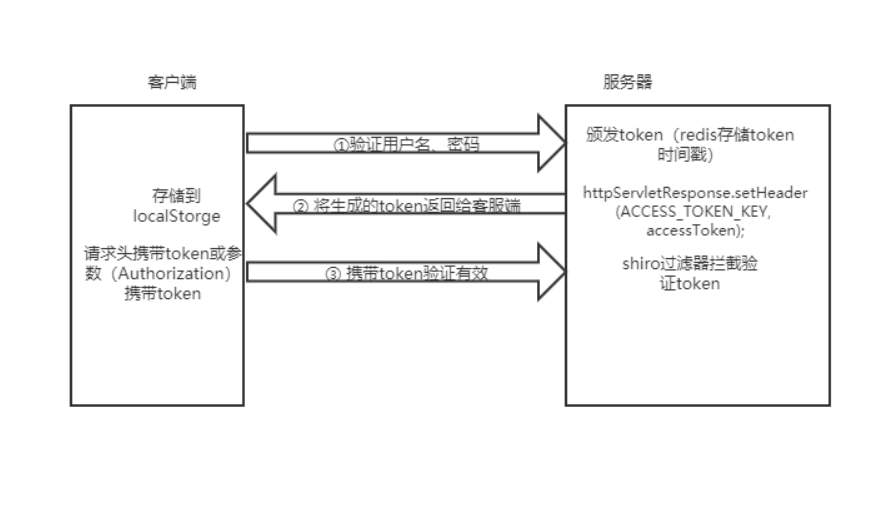 客户端
服务器
①验证用户名、密码
颁发token（redis存储token
时间戳）
存储到
localStorge
② 将生成的token返回给客服端
httpServletResponse.setHeader
(ACCESS_TOKEN_KEY,
accessToken);
请求头携带token或参
数（Authorization）
携带token
③ 携带token验证有效
shiro过滤器拦截验
证token